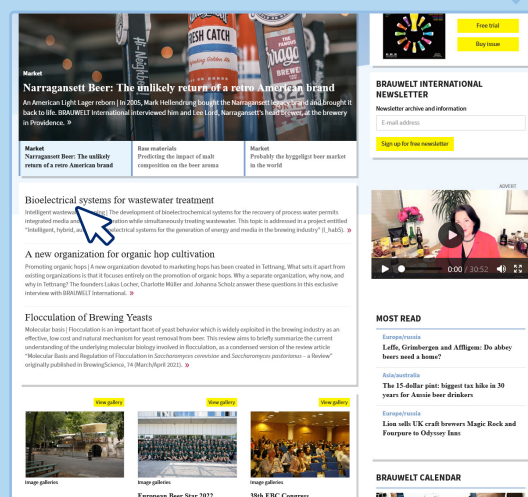 Hi-Neighbor
FRESH CATCH
THE FAMOUS
BREWE
Market
Narragansett Beer: The unlikely return of a retro American brand
An American Light Lager reborn | In 2005, Mark Hellendrung bought the Narragansett legacy brand and brought it
back to life. BRAUWELT International interviewed him and Lee Lord, Narragansett's head brewer, at the brewery
in Providence. »
Market
Narragansett Beer: The unlikely
return of a retro American brand
Raw materials
Predicting the impact of malt
composition on the beer aroma
Market
Probably the hyggeligst beer market
in the world
Bioelectrical systems for wastewater treatment
Intelligent wastewater | The development of bioelectrochemical systems for the recovery of process water permits
integrated media and while simultaneously treating wastewater. This topic is addressed in a project entitled
"Intelligent, hybrid, electrical systems for the generation of energy and media in the brewing industry" (I_habS). »
A new organization for organic hop cultivation
Promoting organic hops | A new organization devoted to marketing hops has been created in Tettnang. What sets it apart from
existing organizations is that it focuses entirely on the promotion of organic hops. Why a separate organization, why now, and
why in Tettnang? The founders Lukas Locher, Charlotte Müller and Johanna Scholz answer these questions in this exclusive
interview with BRAUWELT International. »
Flocculation of Brewing Yeasts
Molecular basis | Flocculation is an important facet of yeast behavior which is widely exploited in the brewing industry as an
effective, low cost and natural mechanism for yeast removal from beer. This review aims to briefly summarize the current
understanding of the underlying molecular biology involved in flocculation, as a condensed version of the review article
"Molecular Basis and Regulation of Flocculation in Saccharomyces cerevisiae and Saccharomyces pastorianus – a Review"
originally published in BrewingScience, 74 (March/April 2021). »
View gallery
Image galleries
View gallery
Image galleries
European Beer Star 2022
View gallery
Image galleries
38th EBC Congress
Free trial
Buy issue
BRAUWELT INTERNATIONAL
NEWSLETTER
Newsletter archive and information
E-mail address
Sign up for free newsletter
ADVERT
0:00 / 30:52
MOST READ
Europe/russia
Leffe, Grimbergen and Affligem: Do abbey
beers need a home?
Asia/australia
The 15-dollar pint: biggest tax hike in 30
years for Aussie beer drinkers
Europe/russia
Lion sells UK craft brewers Magic Rock and
Fourpure to Odyssey Inns
BRAUWELT CALENDAR